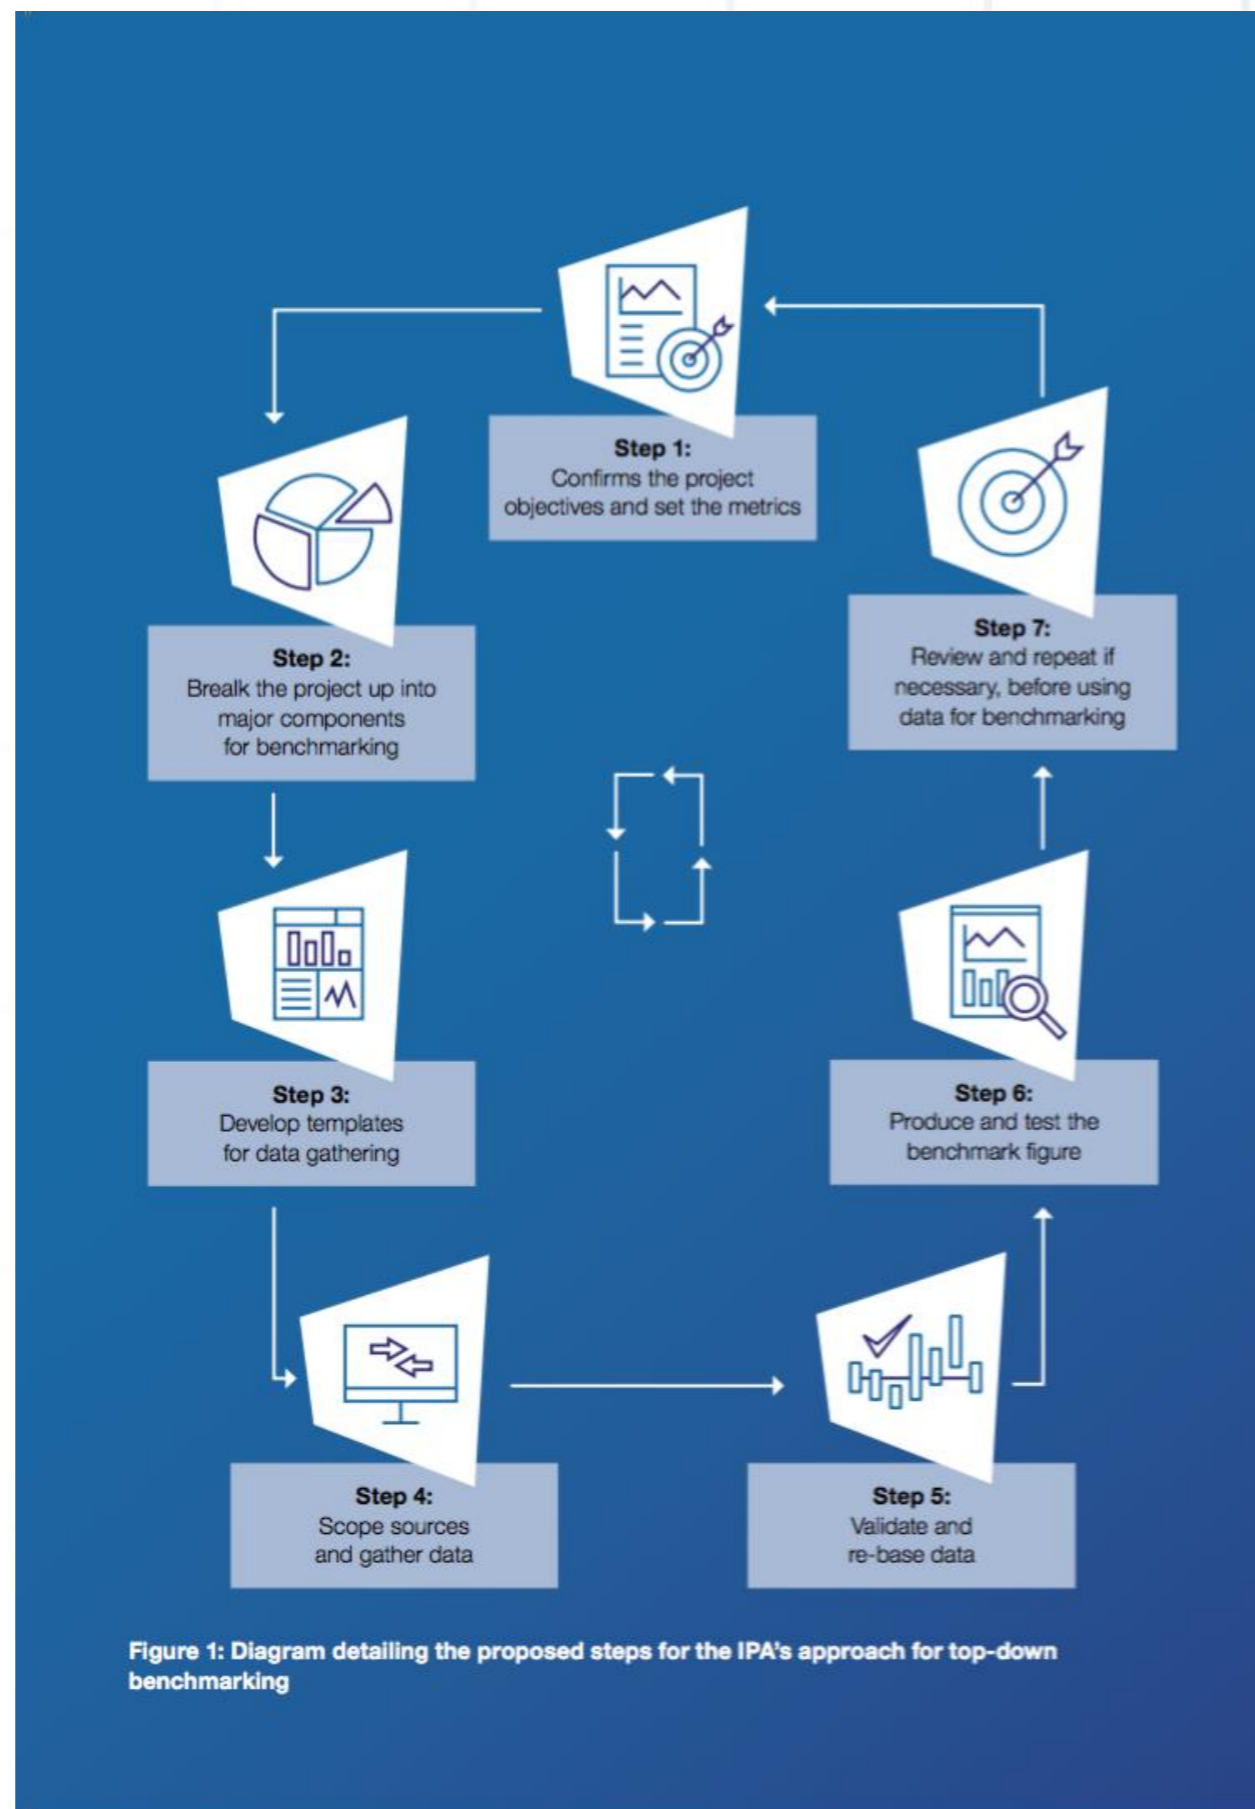 Step 1:
Confirms the project
objectives and set the metrics
Step 2:
Brealk the project up into
major components
for benchmarking
Step 3:
Develop templates
for data gathering
Step 4:
Scope sources
and gather data
Step 5:
Validate and
re-base data
Step 6:
Produce and test the
benchmark figure
Step 7:
Review and repeat if
necessary, before using
data for benchmarking
Figure 1: Diagram detailing the proposed steps for the IPA's approach for top-down
benchmarking